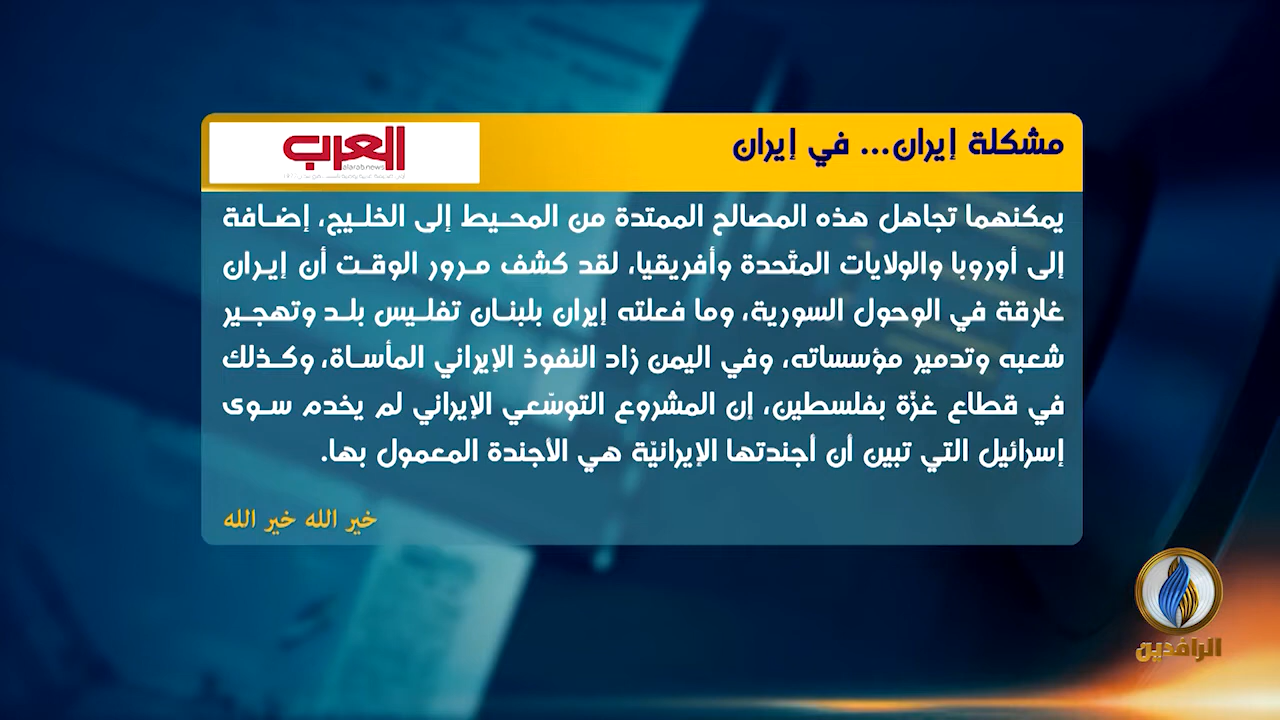 مشكلة إيران... في إيران
العرب
alarab news
يمكنهما تجاهل هذه المصالح الممتدة من المحيط إلى الخليج، إضافة
إلى أوروبا والولايات المتّحدة وأفريقيا، لقد كشف مرور الوقت أن إيران
غارقة في الوحول السورية، وما فعلته إيران بلبنان تفليس بلد وتهجير
شعبه وتدمير مؤسساته، وفي اليمن زاد النفوذ الإيراني المأساة، وكذلك
في قطاع غزّة بفلسطين، إن المشروع التوسّعي الإيراني لم يخدم سوى
إسرائيل التي تبين أن أجندتها الإيرانيّة هي الأجندة المعمول بها.
خير الله خير الله
الرافدين